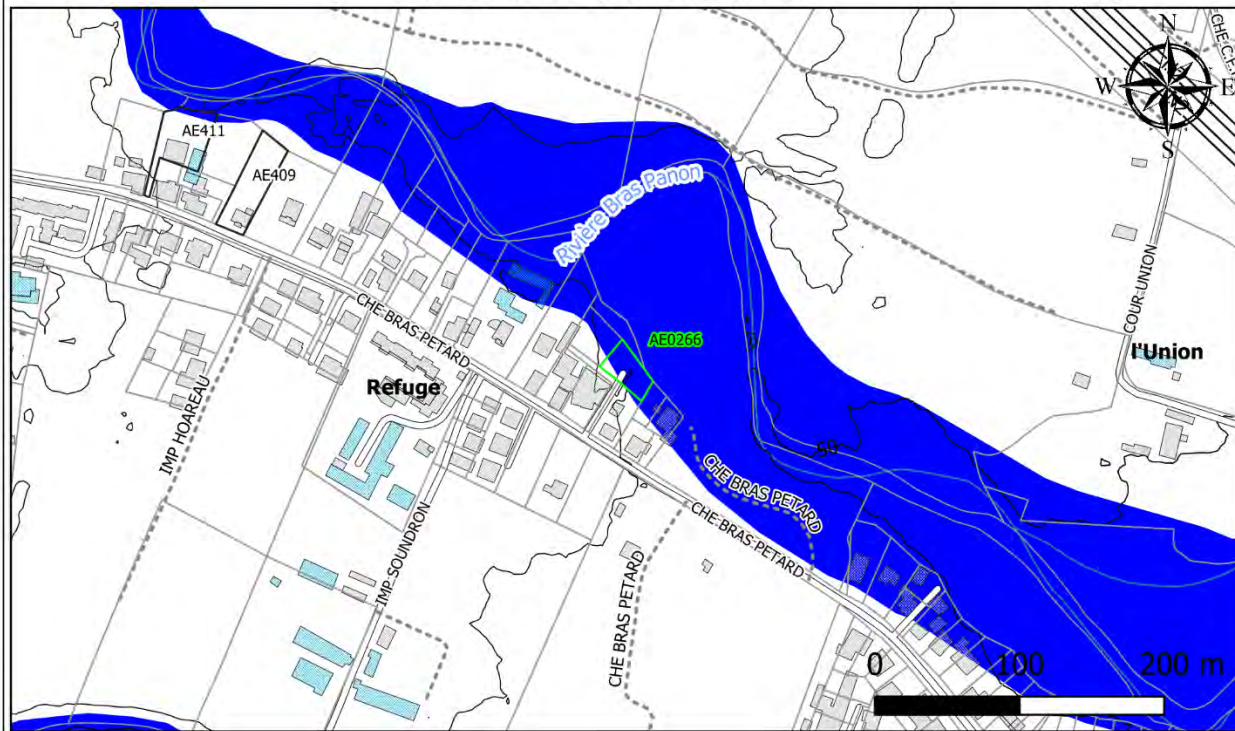 N
W
E
S
CHE C.E.
AE411
AE409
Rivière Bras Panon
COUR UNION
CHE BRAS PETARD
AE0266
l'Union
Refuge
IMP HOAREAU
50
CHE BRAS PETARD
CHE BRAS PETARD
IMP SOUNDRON
CHE BRAS PETARD
0
100
200 m